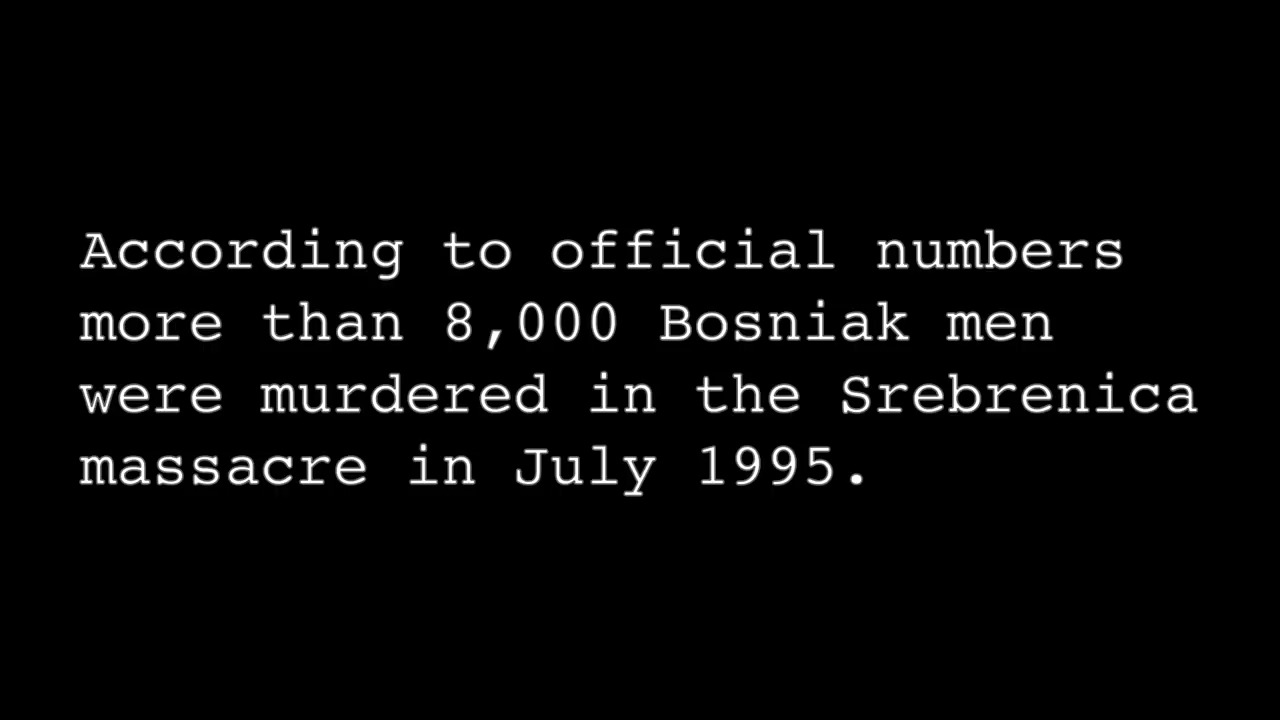 According to official numbers
more than 8,000 Bosniak men
were murdered in the Srebrenica
massacre in July 1995.